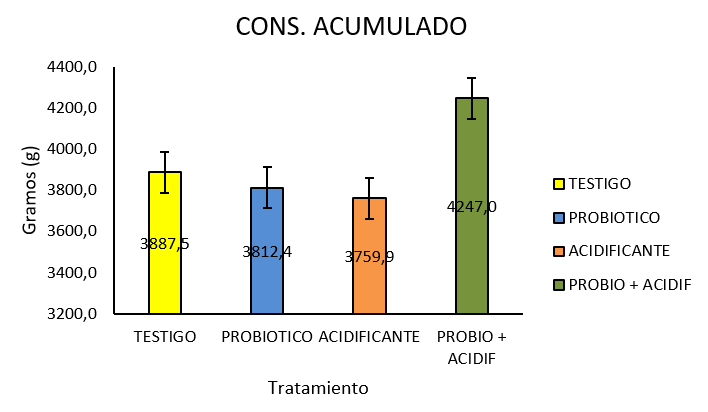 CONS. ACUMULADO
4400,0
4200,0
4000,0
3800,0
3600,0
3400,0
3200,0
Gramos (g)
3887,5
3812,4
3759,9
4247,0
TESTIGO
PROBIOTICO
ACIDIFICANTE
PROBIO +
ACIDIF
Tratamiento
TESTIGO
PROBIOTICO
ACIDIFICANTE
PROBIO + ACIDIF